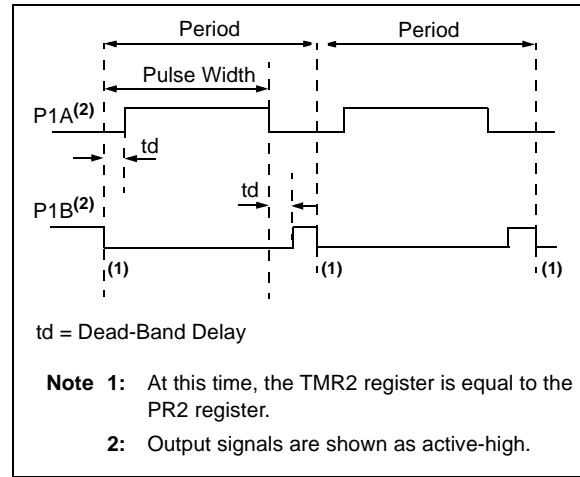 Period Period
Pulse Width
P1A(2)
td
td
P1B(2)
(1) (1) (1)
td = Dead-Band Delay
Note 1: At this time, the TMR2 register is equal to the
PR2 register.
2: Output signals are shown as active-high.